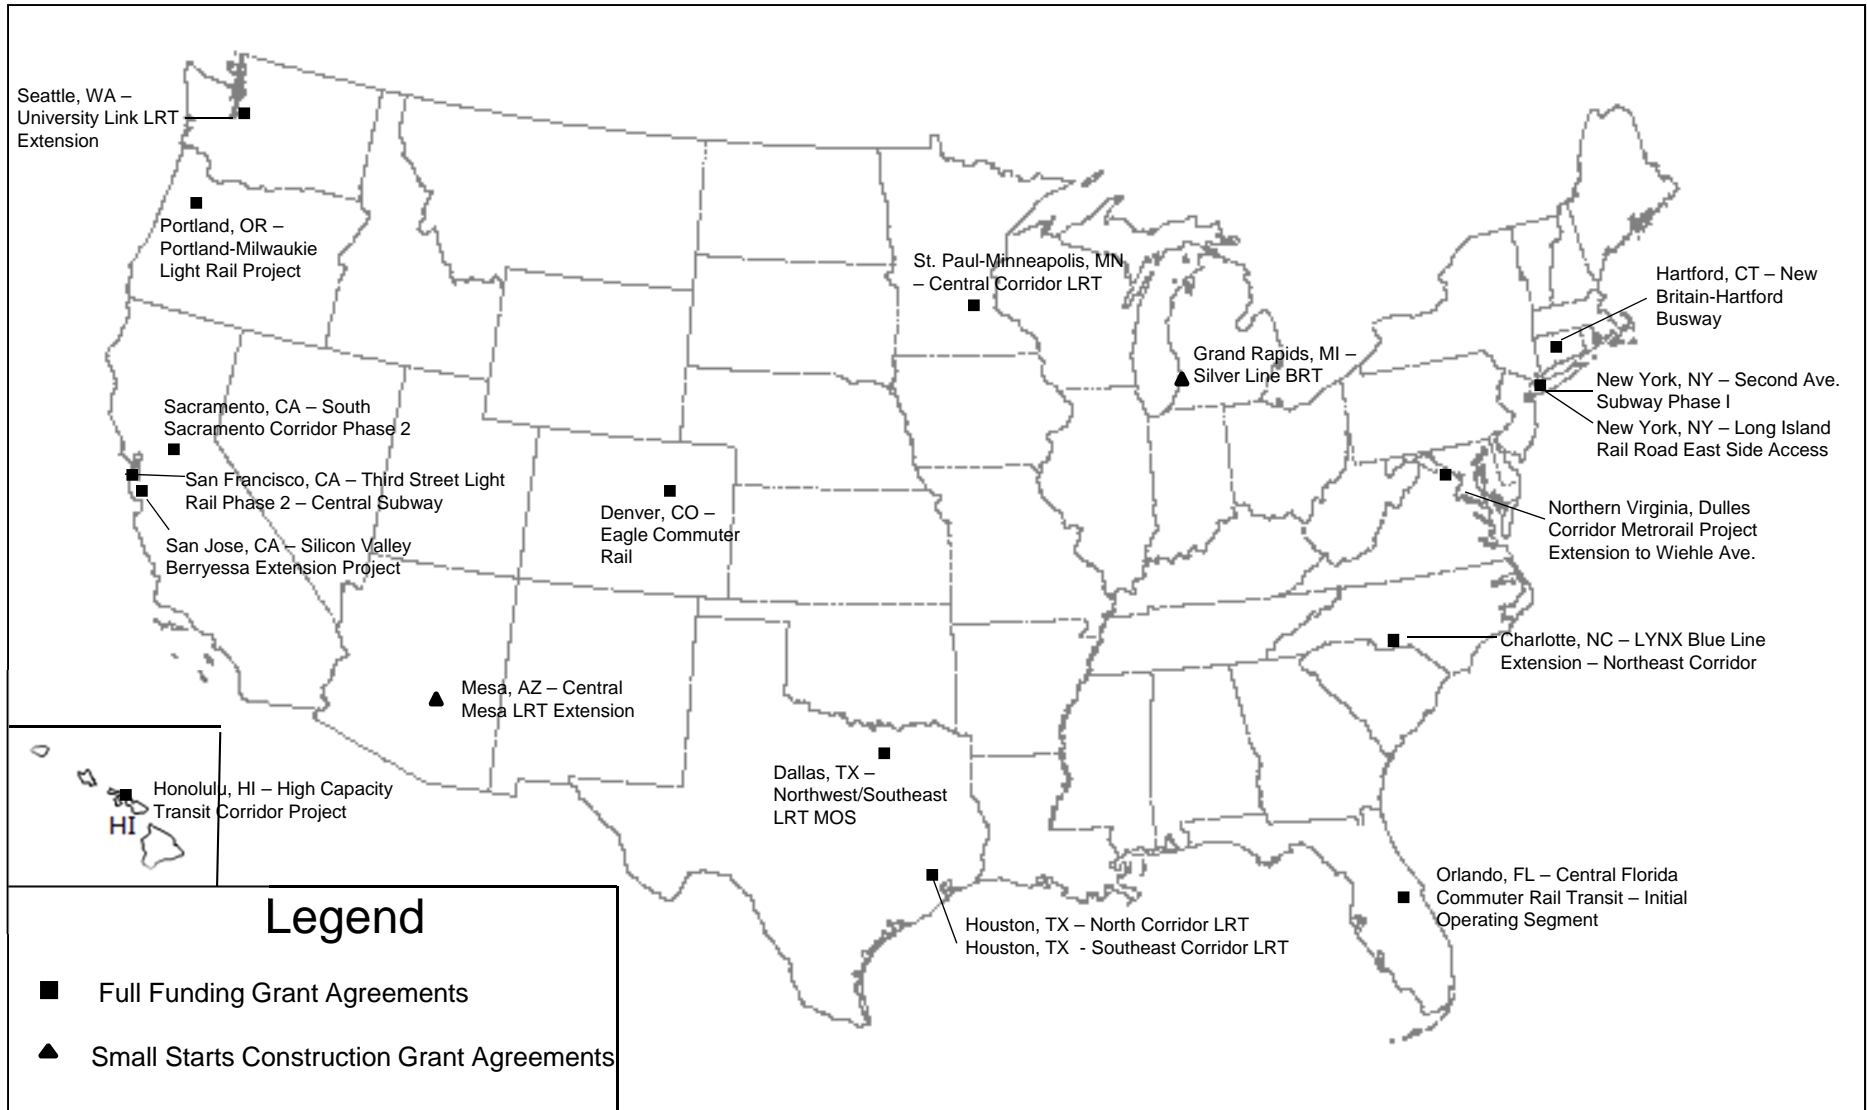 Seattle, WA –
University Link LRT
Extension
Portland, OR –
Portland-Milwaukie
Light Rail Project
St. Paul-Minneapolis, MN
– Central Corridor LRT
Hartford, CT – New
Britain-Hartford
Busway
Grand Rapids, MI –
Silver Line BRT
New York, NY – Second Ave.
Subway Phase I
New York, NY – Long Island
Rail Road East Side Access
Sacramento, CA – South
Sacramento Corridor Phase 2
San Francisco, CA – Third Street Light
Rail Phase 2 – Central Subway
San Jose, CA – Silicon Valley
Berryessa Extension Project
Denver, CO –
Eagle Commuter
Rail
Northern Virginia, Dulles
Corridor Metrorail Project
Extension to Wiehle Ave.
Charlotte, NC – LYNX Blue Line
Extension – Northeast Corridor
Mesa, AZ – Central
Mesa LRT Extension
Dallas, TX –
Northwest/Southeast
LRT MOS
Honolulu, HI – High Capacity
Transit Corridor Project
HI
Orlando, FL – Central Florida
Commuter Rail Transit – Initial
Operating Segment
Houston, TX – North Corridor LRT
Houston, TX - Southeast Corridor LRT
Legend
Full Funding Grant Agreements
Small Starts Construction Grant Agreements